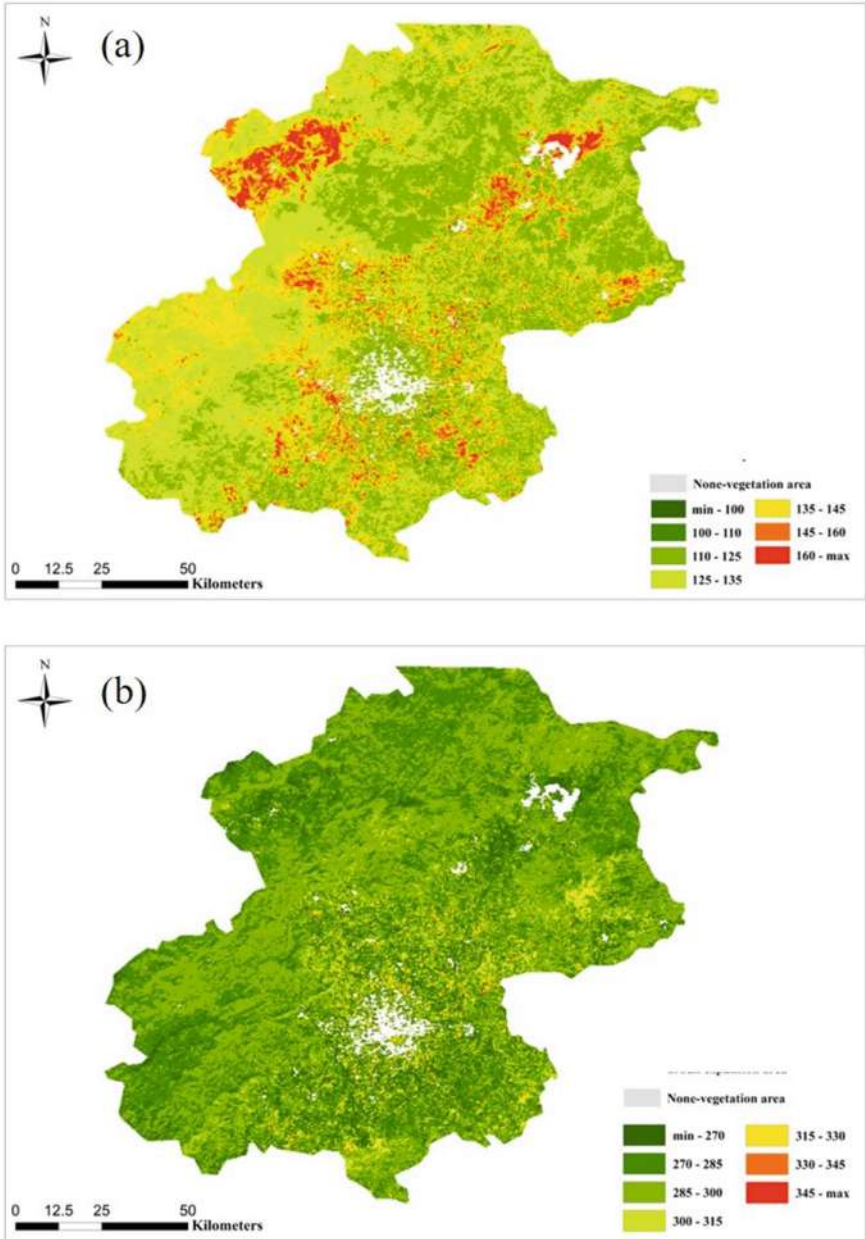 N
(a)
None-vegetation area
min - 100
135 - 145
100 - 110
145 - 160
110 - 125
160 - max
125 - 135
0 12.5 25 50
Kilometers
N
(b)
None-vegetation area
min - 270
315 - 330
270 - 285
330 - 345
285 - 300
345 - max
300 - 315
0 12.5 25 50
Kilometers